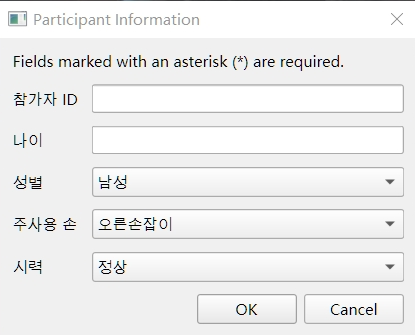 Participant Information
Fields marked with an asterisk (*) are required.
참가자 ID
나이
성별 남성
주사용 손 오른손잡이
시력 정상
OK Cancel